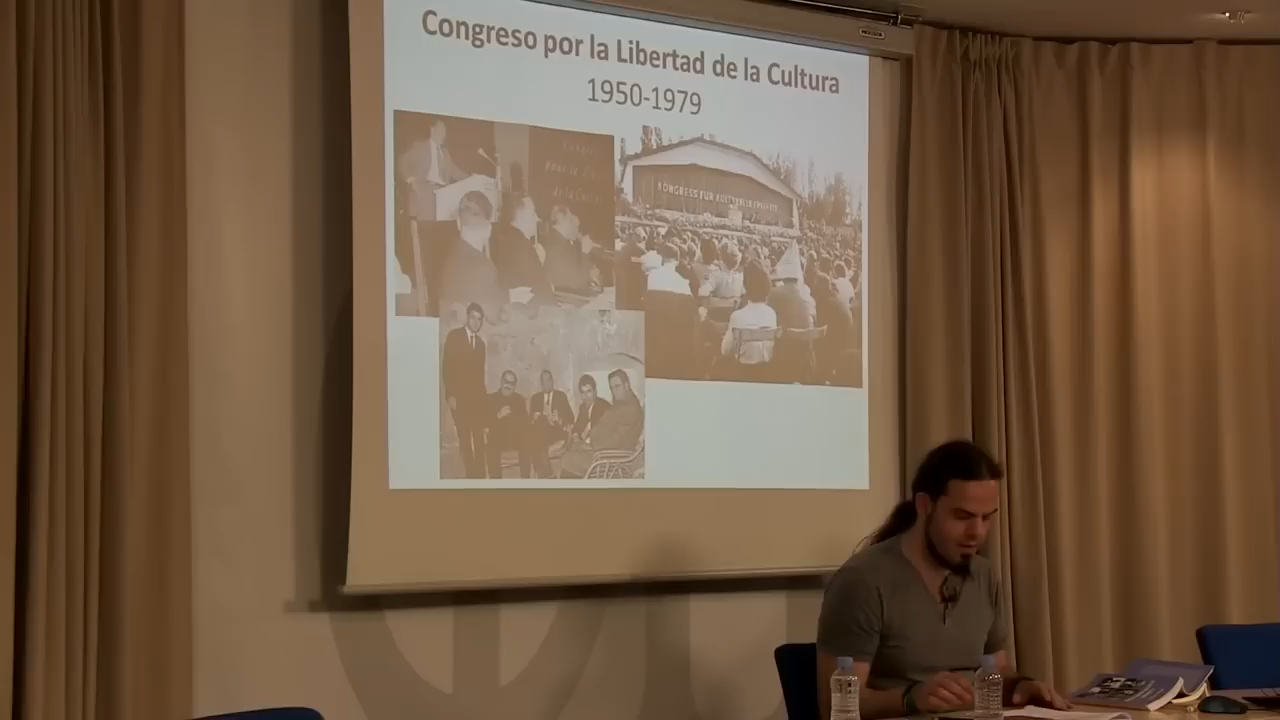 Congreso por la Libertad de la Cultura
1950-1979
KONGRESS FÜR KULTURELLE FREIHEIT